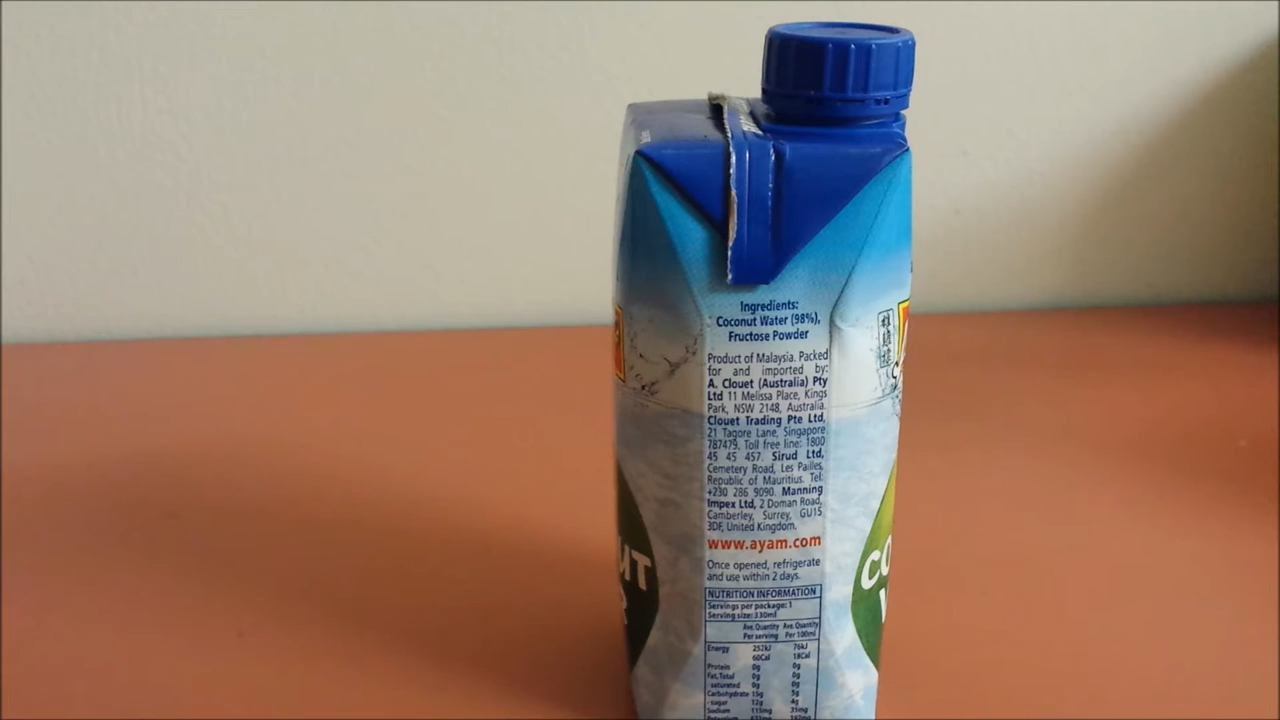 Ingredients:
Coconut Water (98%),
Fructose Powder
Product of Malaysia. Packed
for and imported by:
A. Clouet (Australia) Pty
Ltd 11 Melissa Place, Kings
Park, NSW 2148, Australia.
Clouet Trading Pte Ltd,
21 Tagore Lane, Singapore
787479. Toll free line: 1800
45 45 457. Sirud Ltd,
Cemetery Road, Les Pailles,
Republic of Mauritius. Tel:
+230 286 9090. Manning
Impex Ltd, 2 Doman Road,
Camberley, Surrey, GU15
3DF, United Kingdom.
www.ayam.com
Once opened, refrigerate
and use within 2 days.
NUTRITION INFORMATION
Servings per package: 1
Serving size: 330ml
Ave. Quantity Ave. Quantity
Per serving Per 100ml
Energy 252kJ 76kJ
60Cal 18Cal
Protein 0g 0g
Fat, Total 0g 0g
- saturated 0g 0g
Carbohydrate 15g 5g
- sugar 12g 4g
Sodium 115mg 35mg
UT
CO